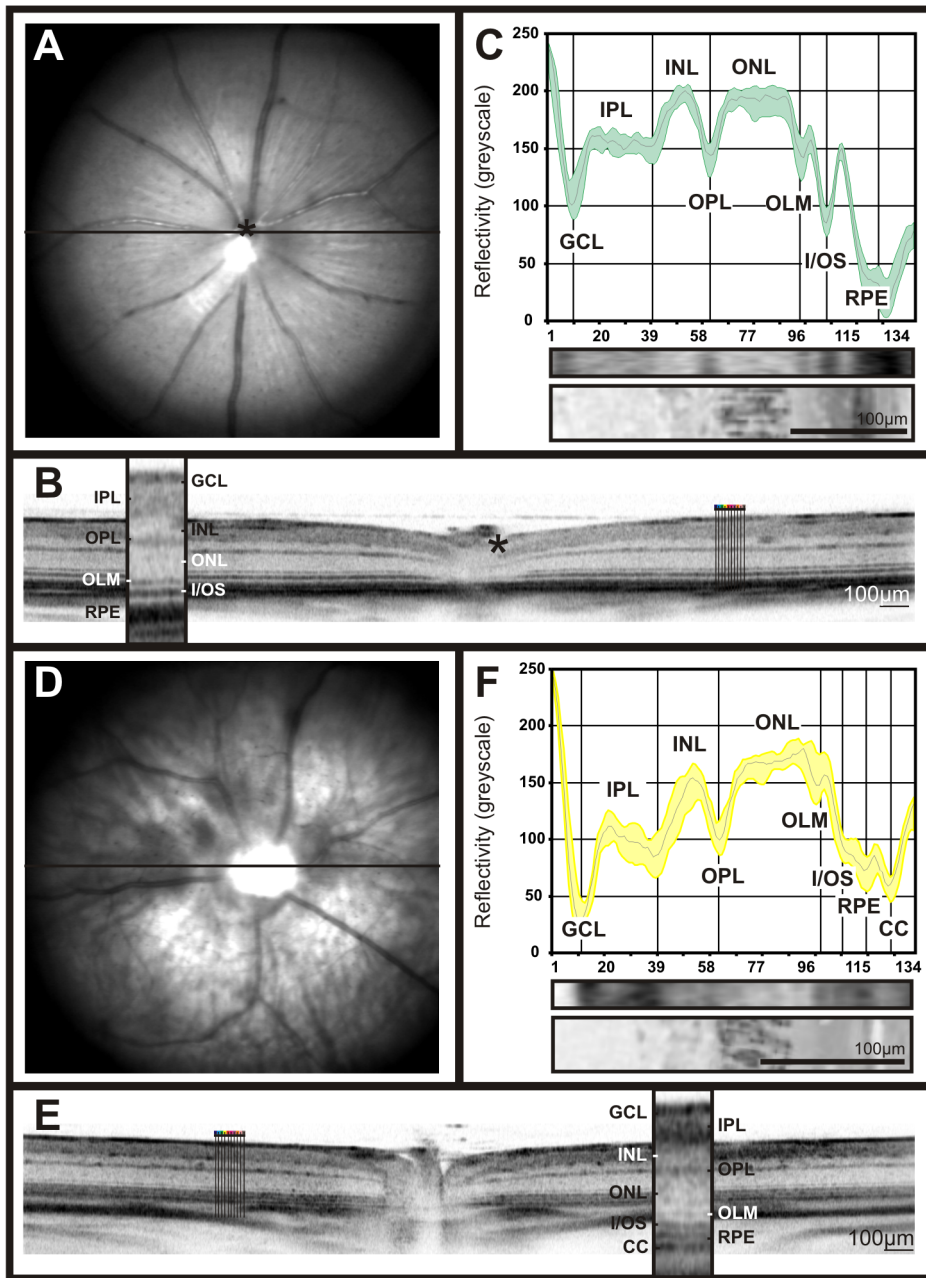 A
C
Reflectivity (greyscale)
250
200
150
100
50
0
INL
ONL
IPL
OPL
OLM
GCL
I/OS
RPE
1 20 39 58 77 96 115 134
100µm
B
GCL
IPL
OPL
INL
ONL
OLM
I/OS
RPE
*
*
100µm
D
F
Reflectivity (greyscale)
250
200
150
100
50
0
ONL
INL
IPL
OLM
OPL
I/OS
RPE
GCL
CC
1 20 39 58 77 96 115 134
100µm
E
GCL
IPL
INL
OPL
ONL
OLM
I/OS
RPE
CC
100µm